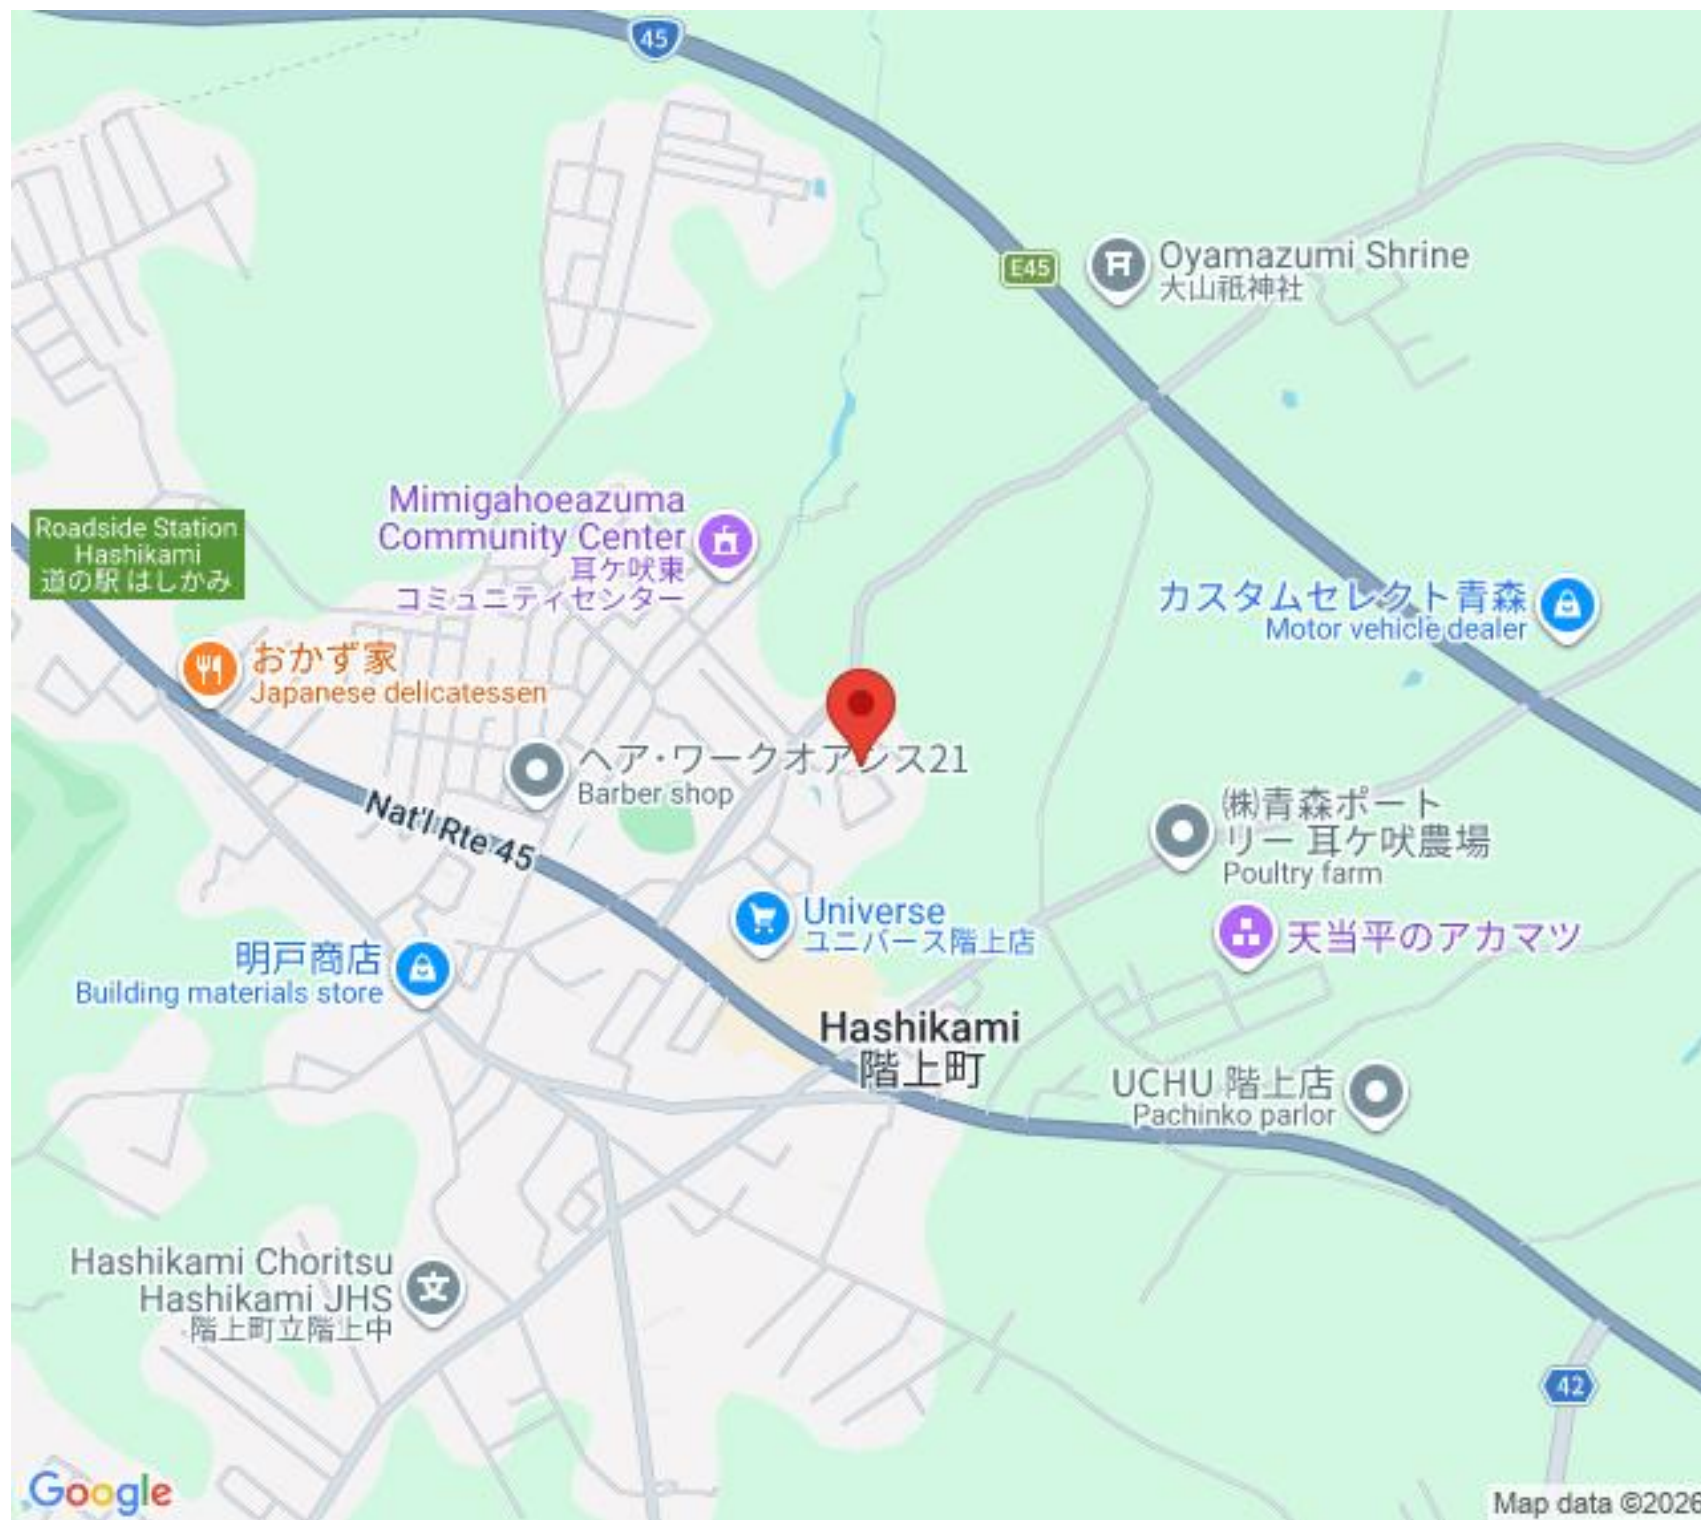 45
E45
Oyamazumi Shrine
大山祇神社
Mimigahoeazuma
Community Center
耳ケ吠東
コミュニティセンター
Roadside Station
Hashikami
道の駅 はしかみ
カスタムセレクト青森
Motor vehicle dealer
おかず家
Japanese delicatessen
ヘア・ワークオアシス21
Barber shop
Nat'l Rte 45
㈱青森ポート
リー 耳ケ吠農場
Poultry farm
Universe
ユニバース階上店
天当平のアカマツ
明戸商店
Building materials store
Hashikami
階上町
UCHU 階上店
Pachinko parlor
Hashikami Choritsu
Hashikami JHS
階上町立階上中
42
Google
Map data ©2026